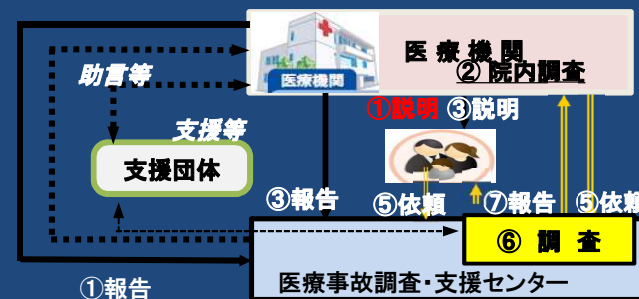 医療機関
医療機関
② 院内調査
助言等
①説明 ③説明
支援等
支援団体
③報告
⑤依頼
⑦報告
⑤依頼
⑥ 調 査
医療事故調査・支援センター
①報告